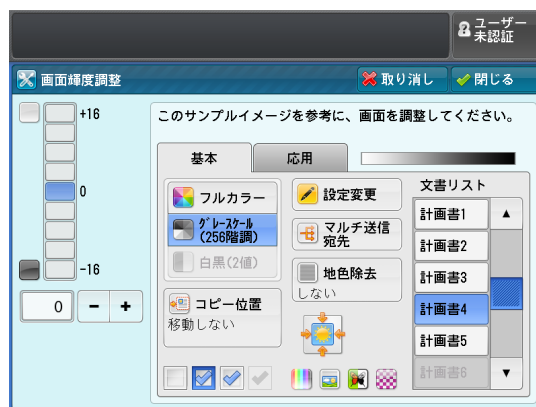 ユーザー
未認証
画面輝度調整
取り消し
閉じる
+16
0
-16
0
- +
このサンプルイメージを参考に、画面を調整してください。
基本
応用
フルカラー
グレースケール
(256階調)
白黒(2値)
コピー位置
移動しない
設定変更
マルチ送信
宛先
地色除去
しない
文書リスト
計画書1
計画書2
計画書3
計画書4
計画書5
計画書6